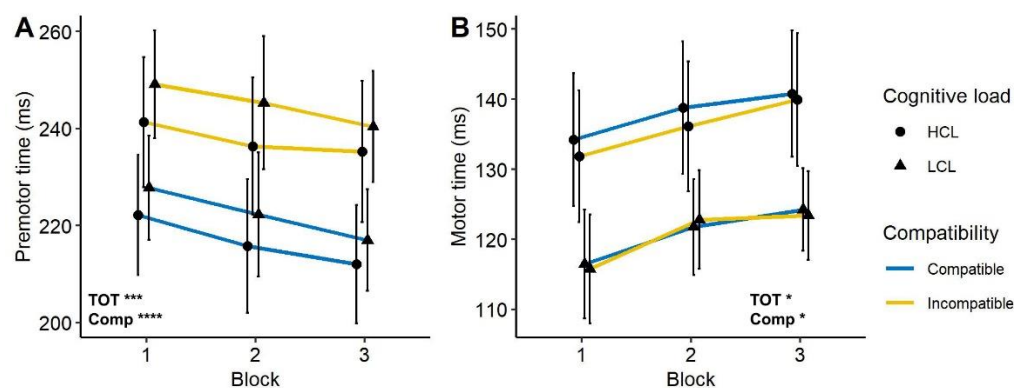 A
Premotor time (ms)
260
240
220
200
TOT ***
Comp ****
1 2 3
Block
B
Motor time (ms)
150
140
130
120
110
TOT *
Comp *
1 2 3
Block
Cognitive load
HCL
LCL
Compatibility
Compatible
Incompatible